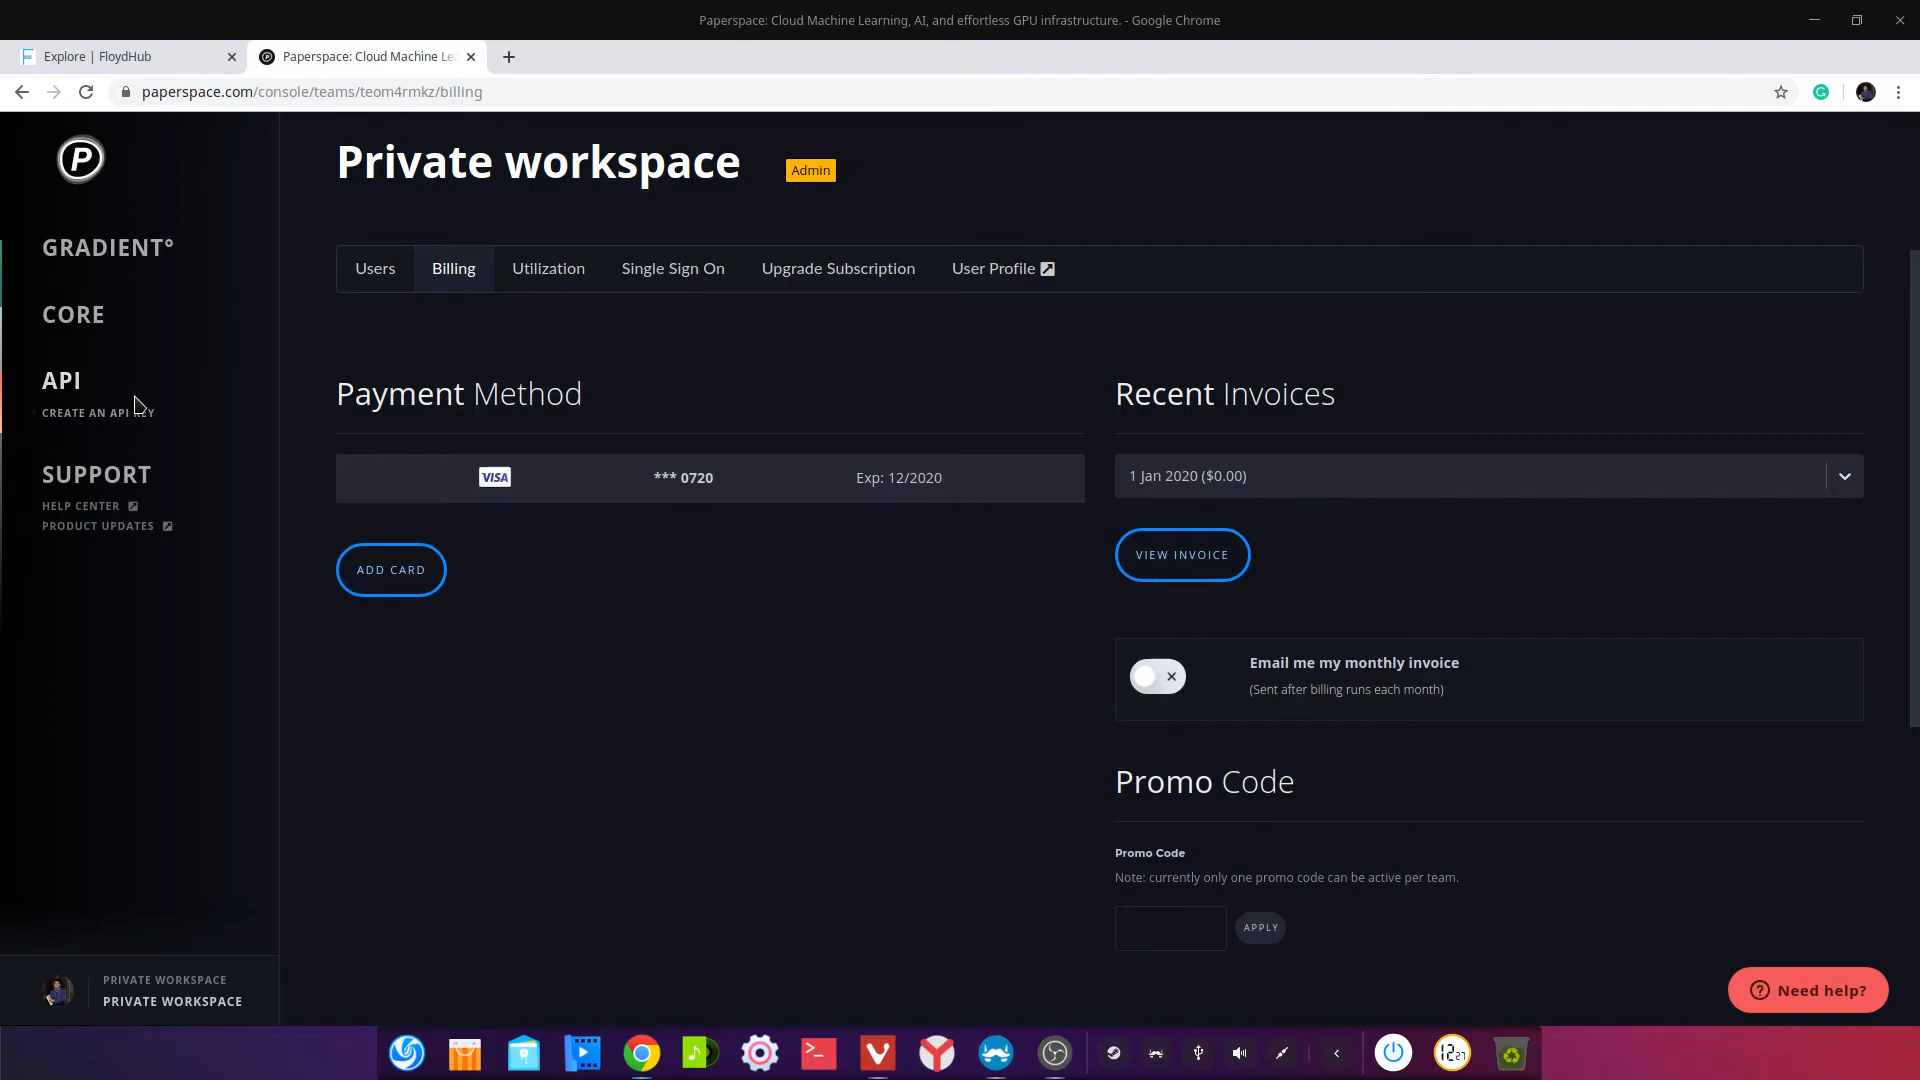 Paperspace: Cloud Machine Learning, AI, and effortless GPU infrastructure. - Google Chrome
Explore | FloydHub
Paperspace: Cloud Machine Le
paperspace.com/console/teams/teom4rmkz/billing
P
Private workspace
Admin
GRADIENT°
CORE
API
CREATE AN API KEY
SUPPORT
HELP CENTER
PRODUCT UPDATES
Users
Billing
Utilization
Single Sign On
Upgrade Subscription
User Profile
Payment Method
VISA
*** 0720
Exp: 12/2020
ADD CARD
Recent Invoices
1 Jan 2020 ($0.00)
VIEW INVOICE
Email me my monthly invoice
(Sent after billing runs each month)
Promo Code
Promo Code
Note: currently only one promo code can be active per team.
APPLY
PRIVATE WORKSPACE
PRIVATE WORKSPACE
Need help?
12:27